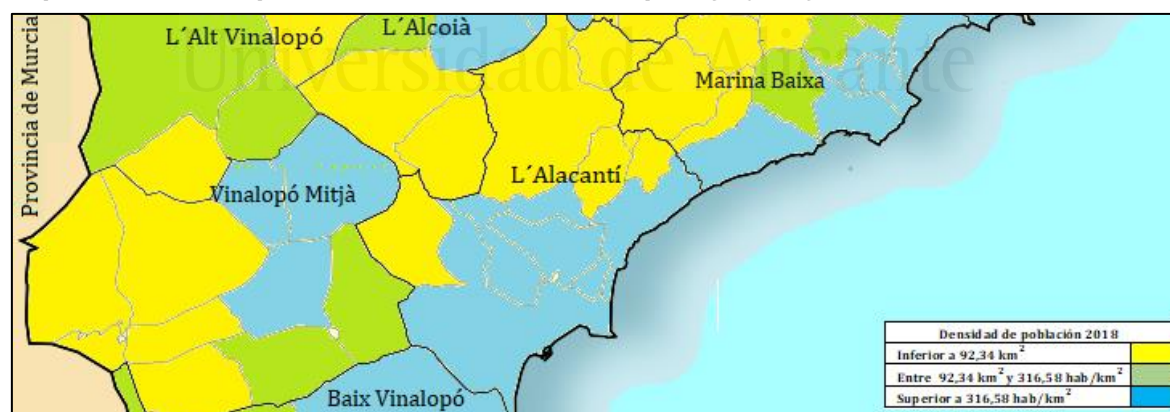 Provincia de Murcia
L´Alt Vinalopó
L´Alcoià
Universidad de Alicante
Marina Baixa
L´Alacantí
Vinalopó Mitjà
Baix Vinalopó
Densidad de población 2018
Inferior a 92,34 km²
Entre 92,34 km² y 316,58 hab/km²
Superior a 316,58 hab/km²